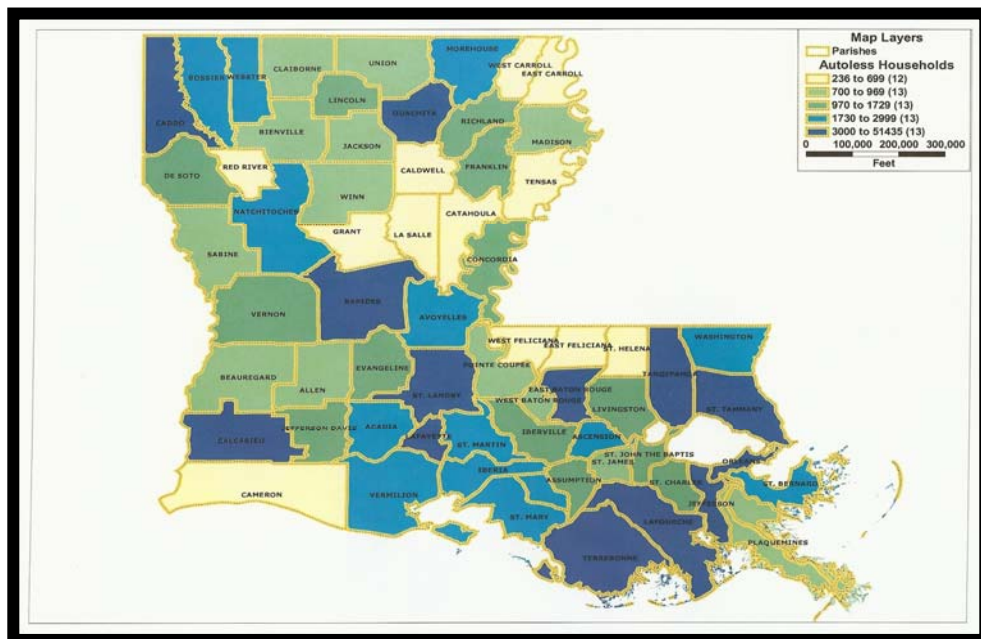 Map Layers
Parishes
Autoless Households
236 to 699 (12)
700 to 969 (13)
970 to 1729 (13)
1730 to 2999 (13)
3000 to 51435 (13)
0 100,000 200,000 300,000
Feet
MOREHOUSE
UNION
WEST CARROLL
CLAIBORNE
EAST CARROLL
BOSSIER
WEBSTER
LINCOLN
OUACHITA
CADDO
RICHLAND
BIENVILLE
MADISON
JACKSON
RED RIVER
CALDWELL
FRANKLIN
DE SOTO
TENSAS
WINN
NATCHITOCHES
CATAHOULA
GRANT
LA SALLE
SABINE
CONCORDIA
RAPIDES
VERNON
AVOYELLES
WASHINGTON
WEST FELICIANA
EAST FELICIANA
ST. HELENA
POINTE COUPEE
EVANGELINE
TANGIPAHOA
BEAUREGARD
ALLEN
EAST BATON ROUGE
ST. LANDRY
WEST BATON ROUGE
LIVINGSTON
ST. TAMMANY
ACADIA
JEFFERSON DAVIS
IBERVILLE
LAFAYETTE
ASCENSION
CALCASIEU
ST. MARTIN
ST. JOHN THE BAPTIS
ST. JAMES
ORLEANS
IBERIA
ASSUMPTION
ST. CHARLE
ST. BERNARD
CAMERON
VERMILION
JEFFERSON
ST. MARY
LAFOURCHE
PLAQUEMINES
TERREBONNE